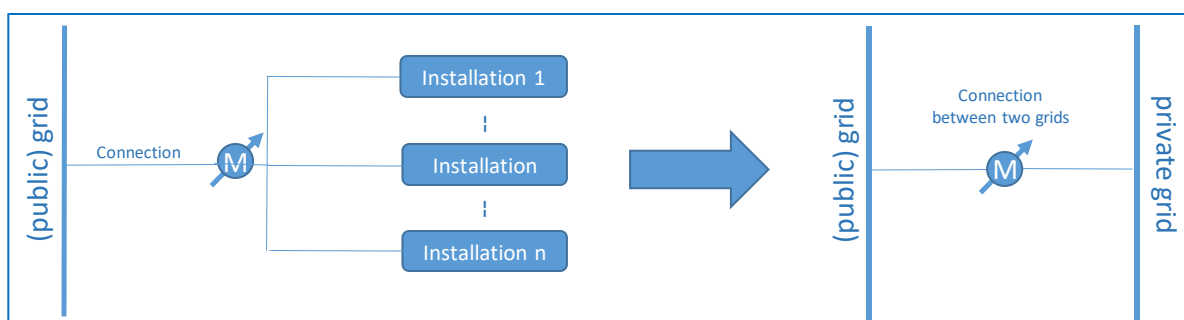 (public) grid
Connection
M
Installation 1
Installation
Installation n
(public) grid
Connection
between two grids
M
private grid